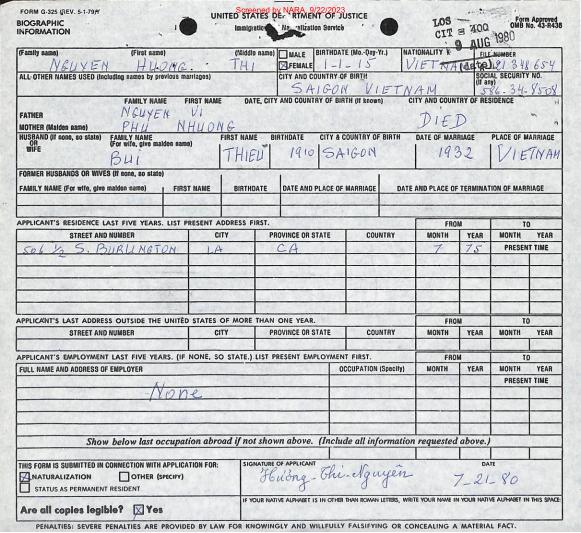 Screened by NARA, 9/22/2023
FORM G-325 (REV. 5-1-79)
BIOGRAPHIC
INFORMATION
UNITED STATES DEPARTMENT OF JUSTICE
Immigration Naturalization Service
LOS
CIT = 400
9 AUG 1980
Form Approved
OMB No. 43-R436
(Family name) (First name) (Middle name) MALE FEMALE BIRTHDATE (Mo.-Day-Yr.) NATIONALITY FILE NUMBER
NGUYEN HUONG THI 1-1-15 VIETNAM
ALL OTHER NAMES USED (Including names by previous marriages) CITY AND COUNTRY OF BIRTH SOCIAL SECURITY NO. (If any)
SAIGON VIETNAM 586-34-8508
FAMILY NAME FIRST NAME DATE, CITY AND COUNTRY OF BIRTH (If known) CITY AND COUNTRY OF RESIDENCE
FATHER NGUYEN VI
MOTHER (Maiden name) PHU NHUONG DIED
HUSBAND (If none, so state) OR WIFE FAMILY NAME (For wife, give maiden name) FIRST NAME BIRTHDATE CITY & COUNTRY OF BIRTH DATE OF MARRIAGE PLACE OF MARRIAGE
BUI THIEU 1910 SAIGON 1932 VIETNAM
FORMER HUSBANDS OR WIVES (If none, so state)
FAMILY NAME (For wife, give maiden name) FIRST NAME BIRTHDATE DATE AND PLACE OF MARRIAGE DATE AND PLACE OF TERMINATION OF MARRIAGE
APPLICANT'S RESIDENCE LAST FIVE YEARS. LIST PRESENT ADDRESS FIRST. FROM TO
STREET AND NUMBER CITY PROVINCE OR STATE COUNTRY MONTH YEAR MONTH YEAR
506 1/2 S. BURLINGTON LA CA 7 75 PRESENT TIME
APPLICANT'S LAST ADDRESS OUTSIDE THE UNITED STATES OF MORE THAN ONE YEAR. FROM TO
STREET AND NUMBER CITY PROVINCE OR STATE COUNTRY MONTH YEAR MONTH YEAR
APPLICANT'S EMPLOYMENT LAST FIVE YEARS. (IF NONE, SO STATE.) LIST PRESENT EMPLOYMENT FIRST. FROM TO
FULL NAME AND ADDRESS OF EMPLOYER OCCUPATION (Specify) MONTH YEAR MONTH YEAR
PRESENT TIME
None
Show below last occupation abroad if not shown above. (Include all information requested above.)
THIS FORM IS SUBMITTED IN CONNECTION WITH APPLICATION FOR: SIGNATURE OF APPLICANT DATE
NATURALIZATION OTHER (SPECIFY) Hường-Thi-Nguyễn 7-21-80
STATUS AS PERMANENT RESIDENT
IF YOUR NATIVE ALPHABET IS IN OTHER THAN ROMAN LETTERS, WRITE YOUR NAME IN YOUR NATIVE ALPHABET IN THIS SPACE:
Are all copies legible? Yes
PENALTIES: SEVERE PENALTIES ARE PROVIDED BY LAW FOR KNOWINGLY AND WILLFULLY FALSIFYING OR CONCEALING A MATERIAL FACT.